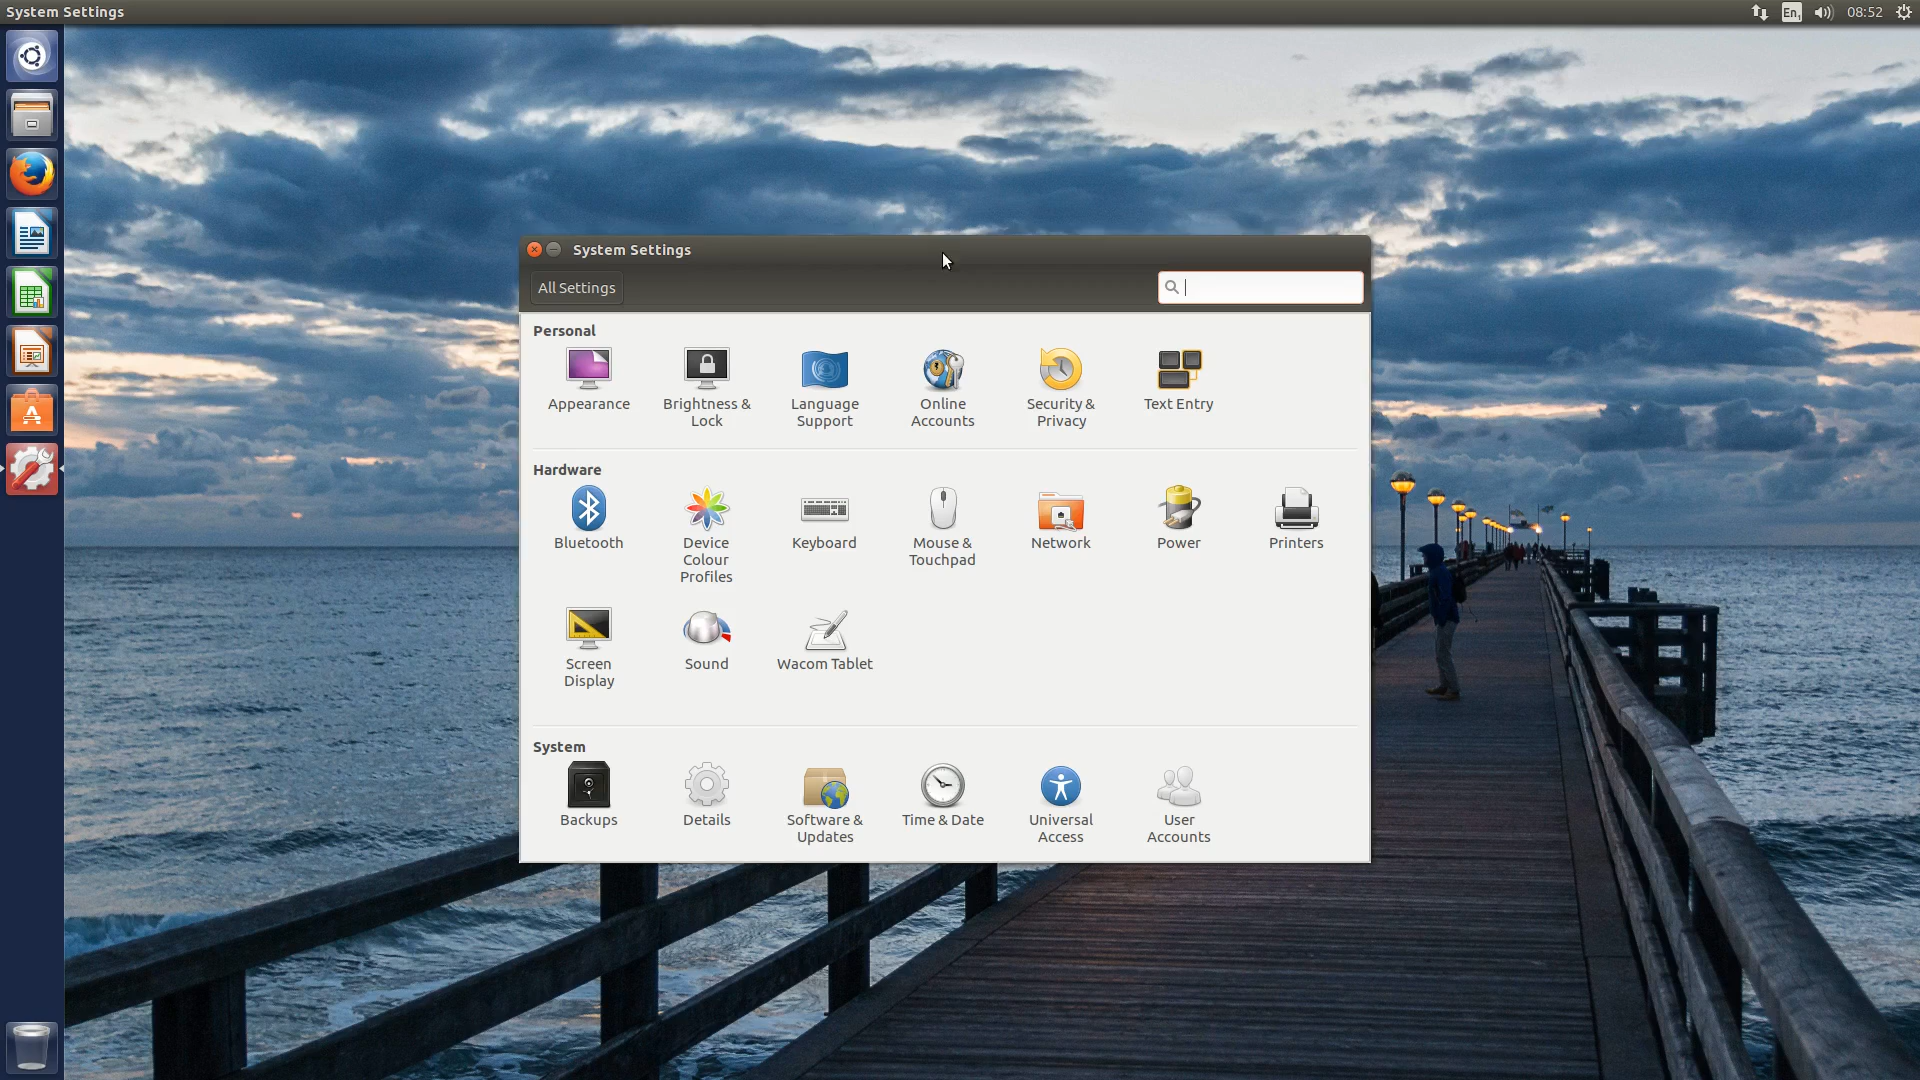 System Settings
En1
08:52
System Settings
All Settings
Personal
Appearance
Brightness &
Lock
Language
Support
Online
Accounts
Security &
Privacy
Text Entry
Hardware
Bluetooth
Device
Colour
Profiles
Keyboard
Mouse &
Touchpad
Network
Power
Printers
Screen
Display
Sound
Wacom Tablet
System
Backups
Details
Software &
Updates
Time & Date
Universal
Access
User
Accounts